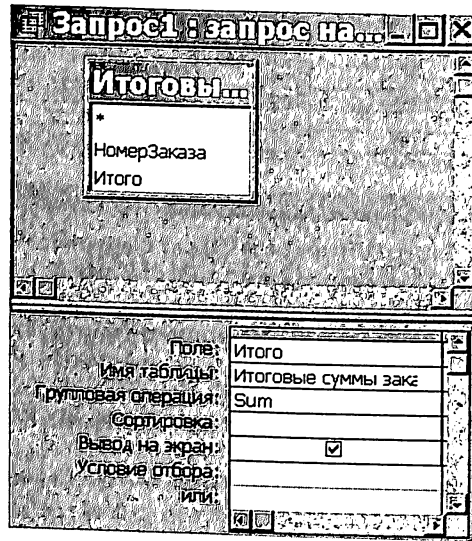 Запрос1 : запрос на...
Итоговы...
*
НомерЗаказа
Итого
Поле: Итого
Имя таблицы: Итоговые суммы зака
Групповая операция: Sum
Сортировка:
Вывод на экран:
Условие отбора:
или: